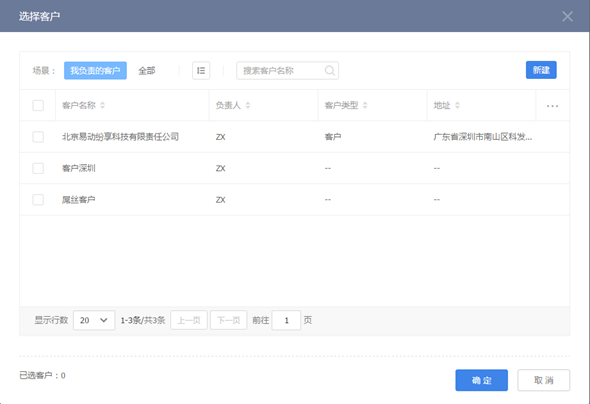 选择客户
场景： 我负责的客户 全部 搜索客户名称 新建
客户名称 负责人 客户类型 地址 ...
北京易动纷享科技有限责任公司 ZX 客户 广东省深圳市南山区科发...
客户深圳 ZX -- --
屌丝客户 ZX -- --
显示行数 20 1-3条/共3条 上一页 下一页 前往 1 页
已选客户：0 确定 取消